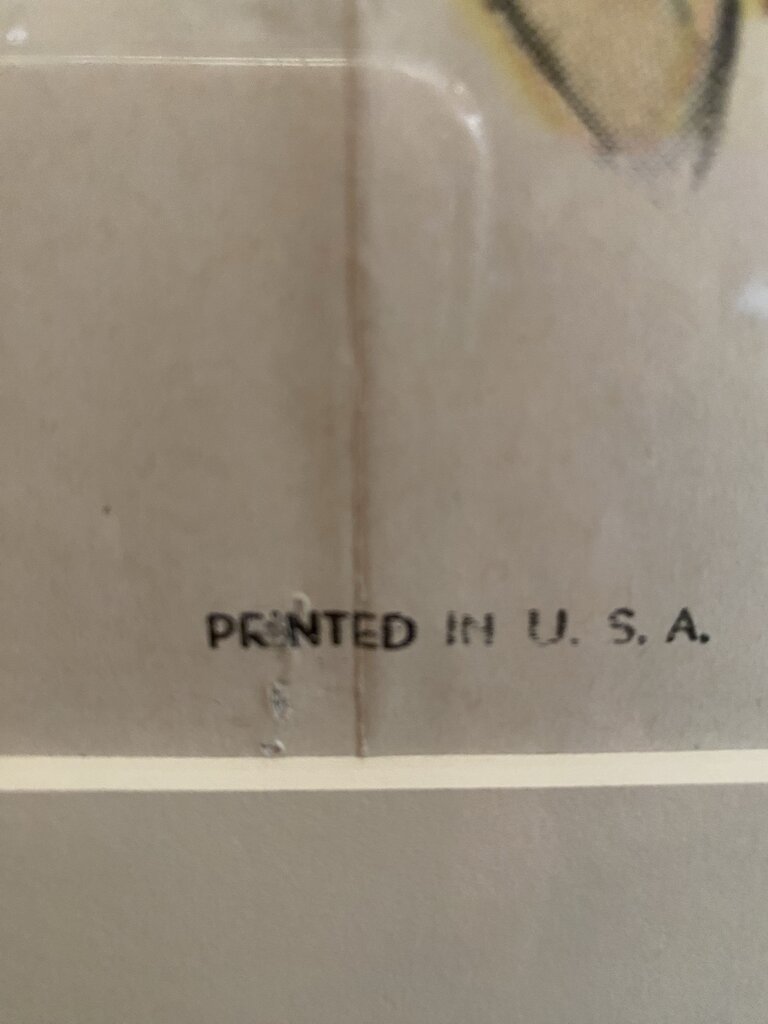 PRINTED IN U. S. A.